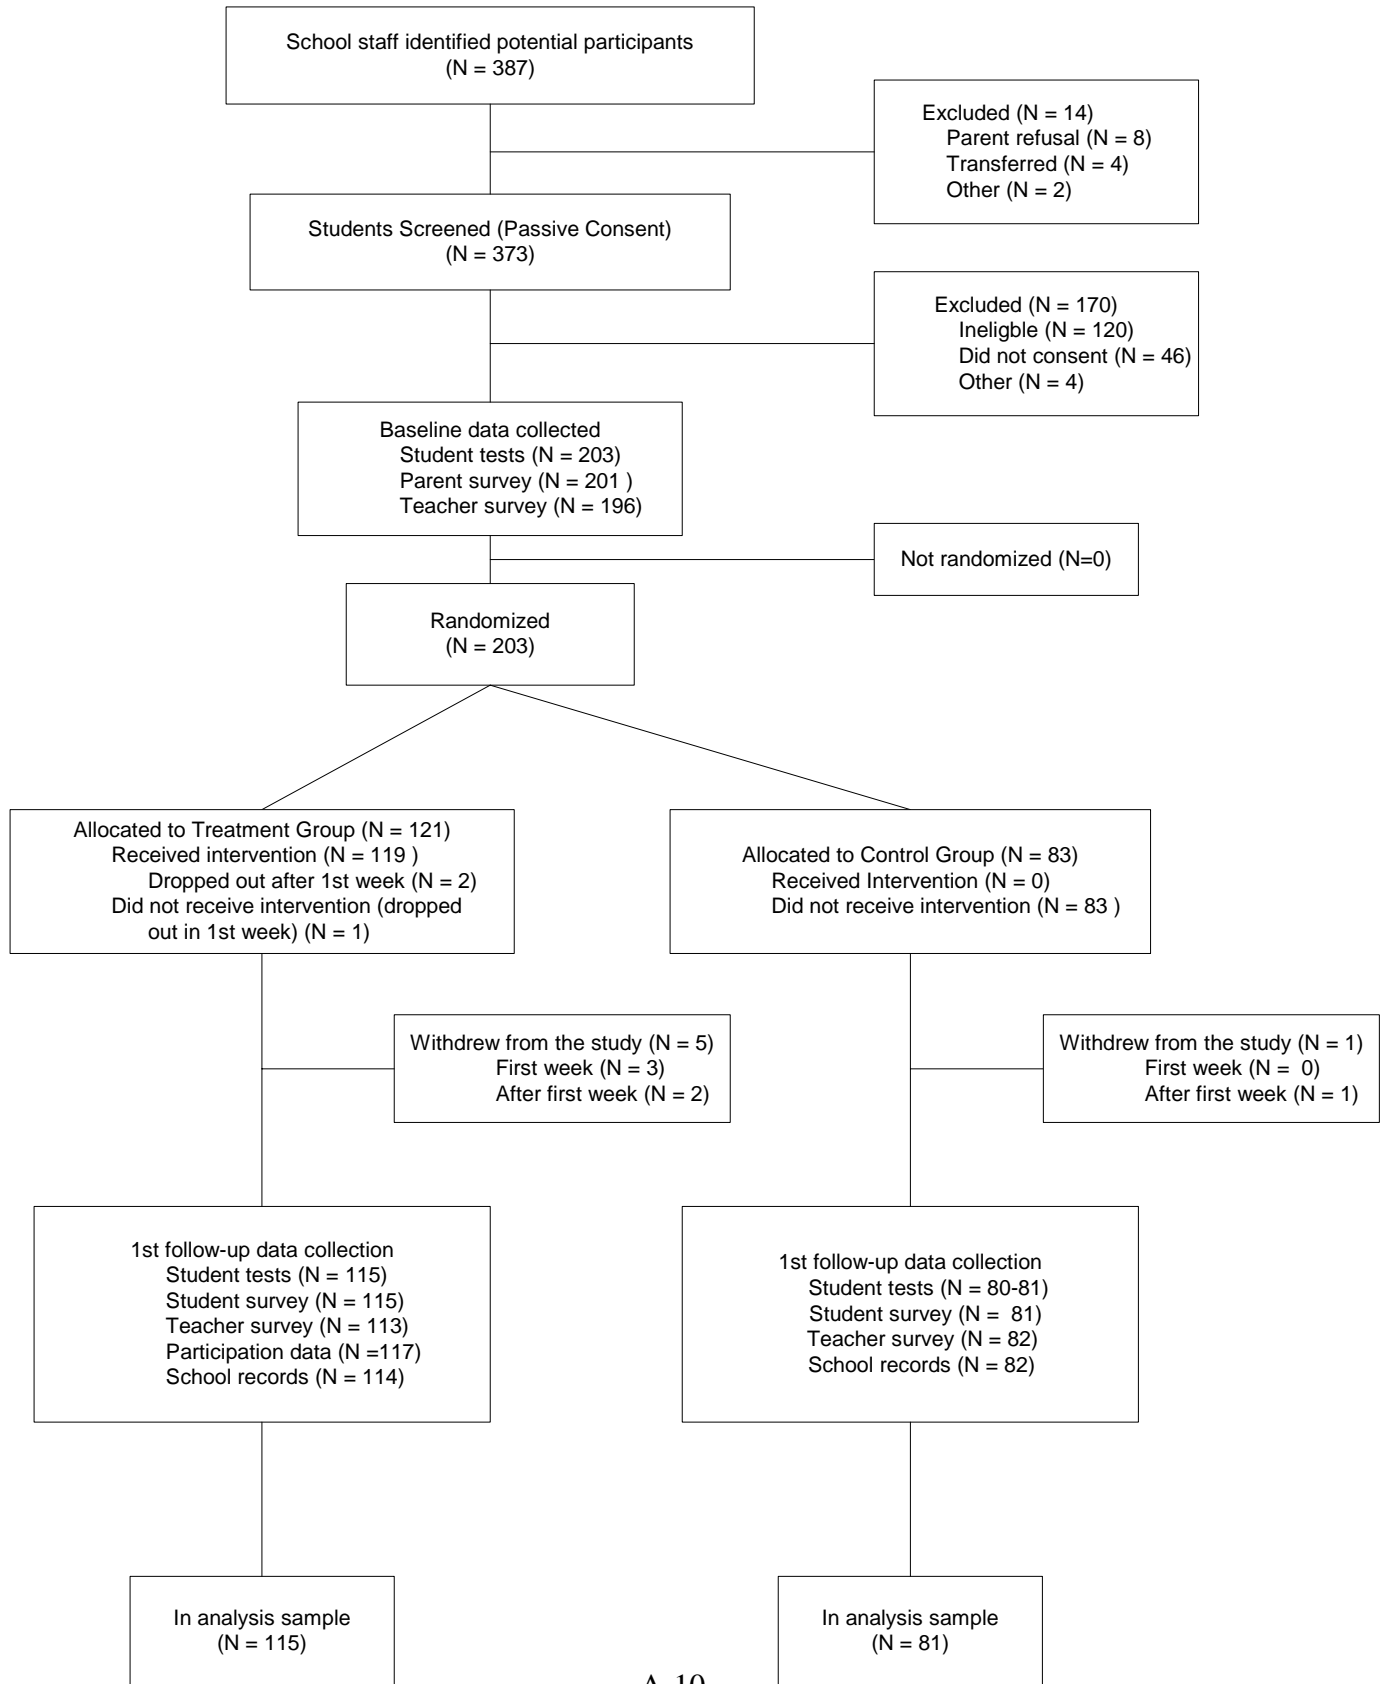 School staff identified potential participants
(N = 387)
Excluded (N = 14)
Parent refusal (N = 8)
Transferred (N = 4)
Other (N = 2)
Students Screened (Passive Consent)
(N = 373)
Excluded (N = 170)
Ineligble (N = 120)
Did not consent (N = 46)
Other (N = 4)
Baseline data collected
Student tests (N = 203)
Parent survey (N = 201 )
Teacher survey (N = 196)
Not randomized (N=0)
Randomized
(N = 203)
Allocated to Treatment Group (N = 121)
Received intervention (N = 119 )
Dropped out after 1st week (N = 2)
Did not receive intervention (dropped
out in 1st week) (N = 1)
Allocated to Control Group (N = 83)
Received Intervention (N = 0)
Did not receive intervention (N = 83 )
Withdrew from the study (N = 5)
First week (N = 3)
After first week (N = 2)
Withdrew from the study (N = 1)
First week (N =  0)
After first week (N = 1)
1st follow-up data collection
Student tests (N = 115)
Student survey (N = 115)
Teacher survey (N = 113)
Participation data (N =117)
School records (N = 114)
1st follow-up data collection
Student tests (N = 80-81)
Student survey (N =  81)
Teacher survey (N = 82)
School records (N = 82)
In analysis sample
(N = 115)
In analysis sample
(N = 81)
A-10